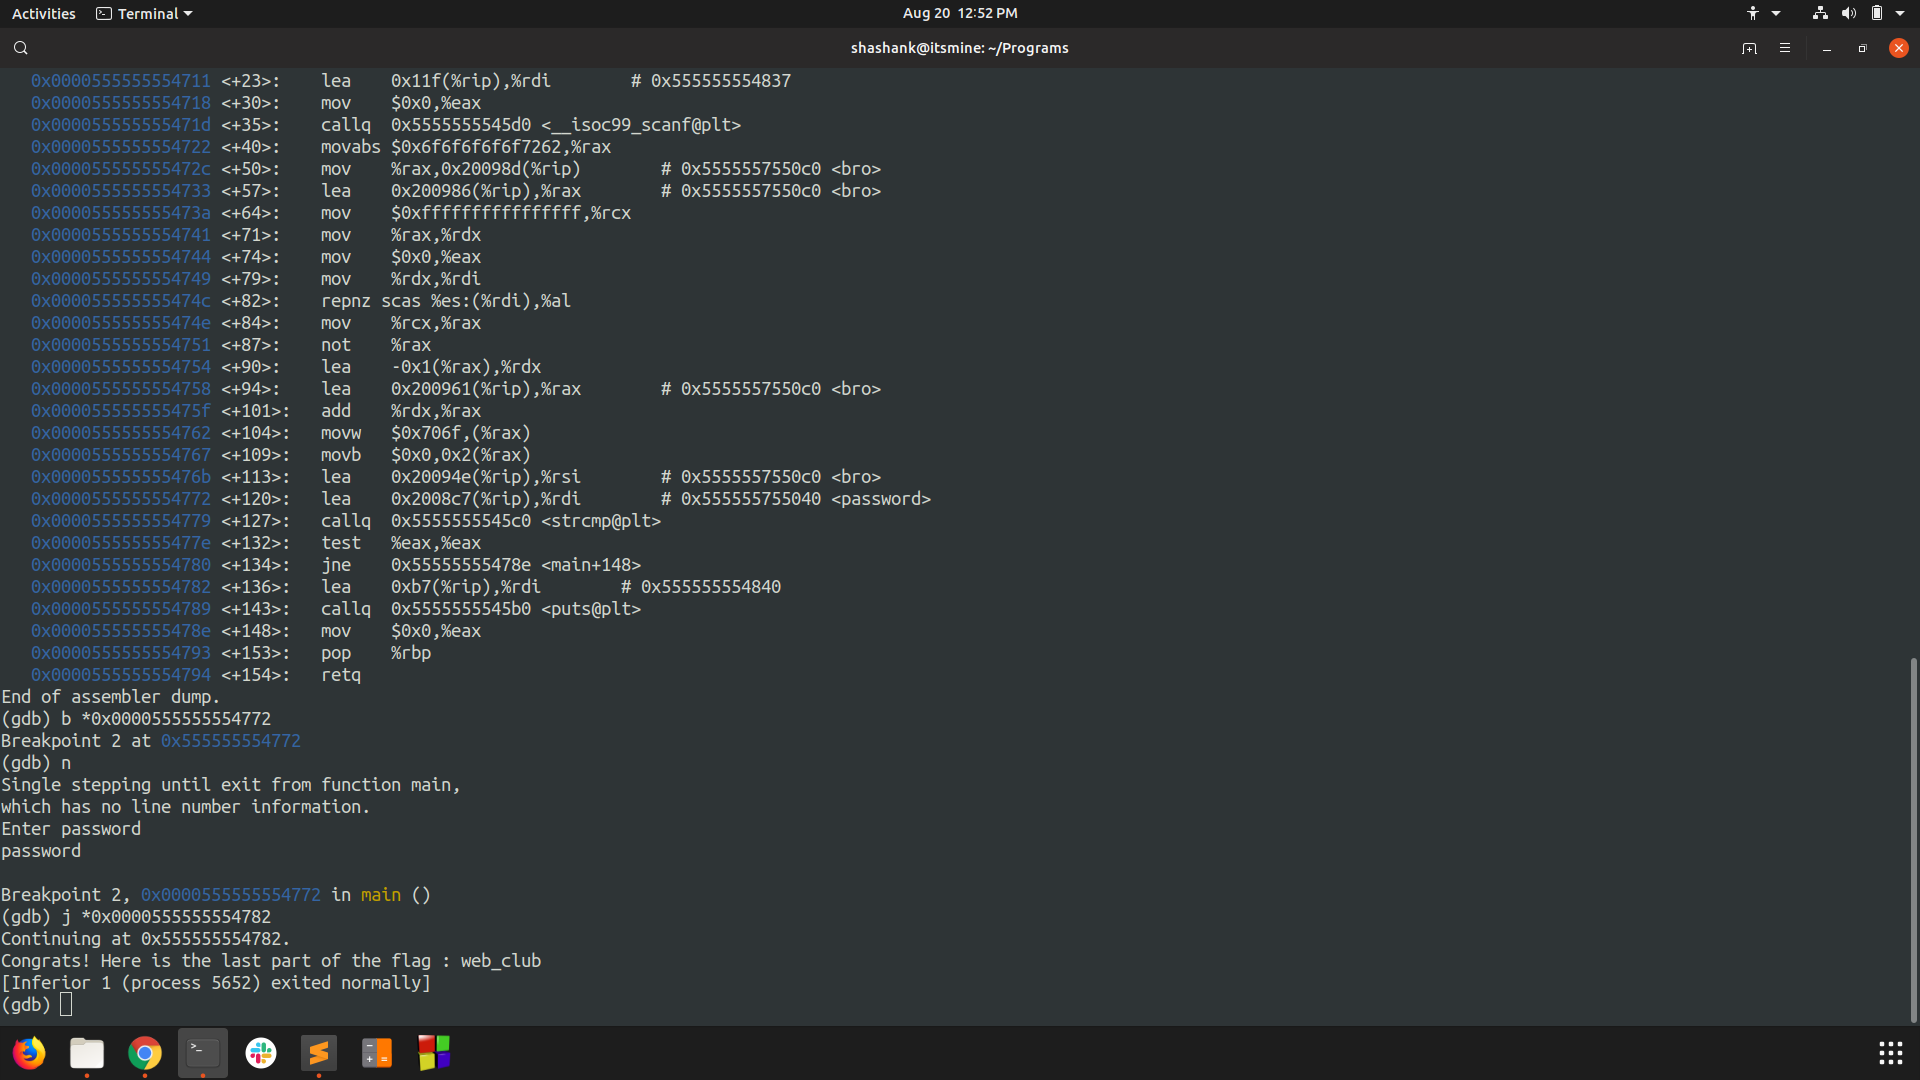 Activities Terminal Aug 20 12:52 PM
shashank@itsmine: ~/Programs
0x0000555555554711 <+23>: lea 0x11f(%rip),%rdi # 0x555555554837
0x0000555555554718 <+30>: mov $0x0,%eax
0x000055555555471d <+35>: callq 0x5555555545d0 <__isoc99_scanf@plt>
0x0000555555554722 <+40>: movabs $0x6f6f6f6f6f6f7262,%rax
0x000055555555472c <+50>: mov %rax,0x20098d(%rip) # 0x5555557550c0 <bro>
0x0000555555554733 <+57>: lea 0x200986(%rip),%rax # 0x5555557550c0 <bro>
0x000055555555473a <+64>: mov $0xffffffffffffffff,%rcx
0x0000555555554741 <+71>: mov %rax,%rdx
0x0000555555554744 <+74>: mov $0x0,%eax
0x0000555555554749 <+79>: mov %rdx,%rdi
0x000055555555474c <+82>: repnz scas %es:(%rdi),%al
0x000055555555474e <+84>: mov %rcx,%rax
0x0000555555554751 <+87>: not %rax
0x0000555555554754 <+90>: lea -0x1(%rax),%rdx
0x0000555555554758 <+94>: lea 0x200961(%rip),%rax # 0x5555557550c0 <bro>
0x000055555555475f <+101>: add %rdx,%rax
0x0000555555554762 <+104>: movw $0x706f,(%rax)
0x0000555555554767 <+109>: movb $0x0,0x2(%rax)
0x000055555555476b <+113>: lea 0x20094e(%rip),%rsi # 0x5555557550c0 <bro>
0x0000555555554772 <+120>: lea 0x2008c7(%rip),%rdi # 0x555555755040 <password>
0x0000555555554779 <+127>: callq 0x5555555545c0 <strcmp@plt>
0x000055555555477e <+132>: test %eax,%eax
0x0000555555554780 <+134>: jne 0x55555555478e <main+148>
0x0000555555554782 <+136>: lea 0xb7(%rip),%rdi # 0x555555554840
0x0000555555554789 <+143>: callq 0x5555555545b0 <puts@plt>
0x000055555555478e <+148>: mov $0x0,%eax
0x0000555555554793 <+153>: pop %rbp
0x0000555555554794 <+154>: retq
End of assembler dump.
(gdb) b *0x0000555555554772
Breakpoint 2 at 0x555555554772
(gdb) n
Single stepping until exit from function main,
which has no line number information.
Enter password
password
Breakpoint 2, 0x0000555555554772 in main ()
(gdb) j *0x0000555555554782
Continuing at 0x555555554782.
Congrats! Here is the last part of the flag : web_club
[Inferior 1 (process 5652) exited normally]
(gdb)